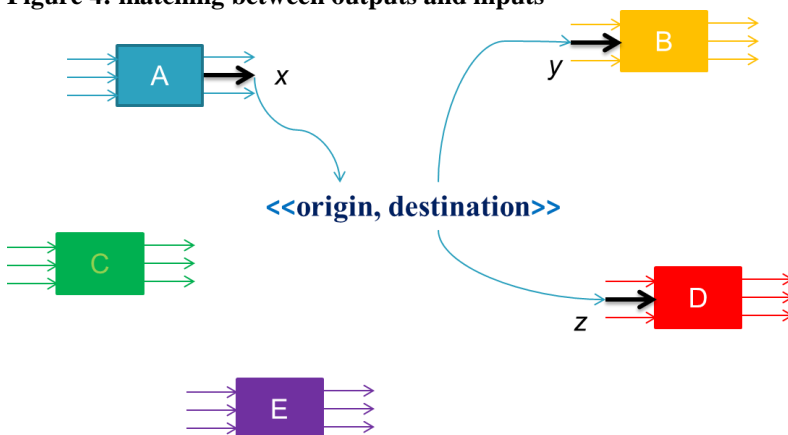 Figure 4: matching between outputs and inputs
A
x
B
y
<<origin, destination>>
C
D
z
E